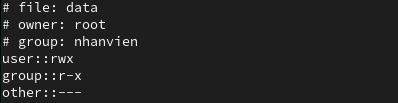 # file: data
# owner: root
# group: nhanvien
user::rwx
group::r-x
other::---